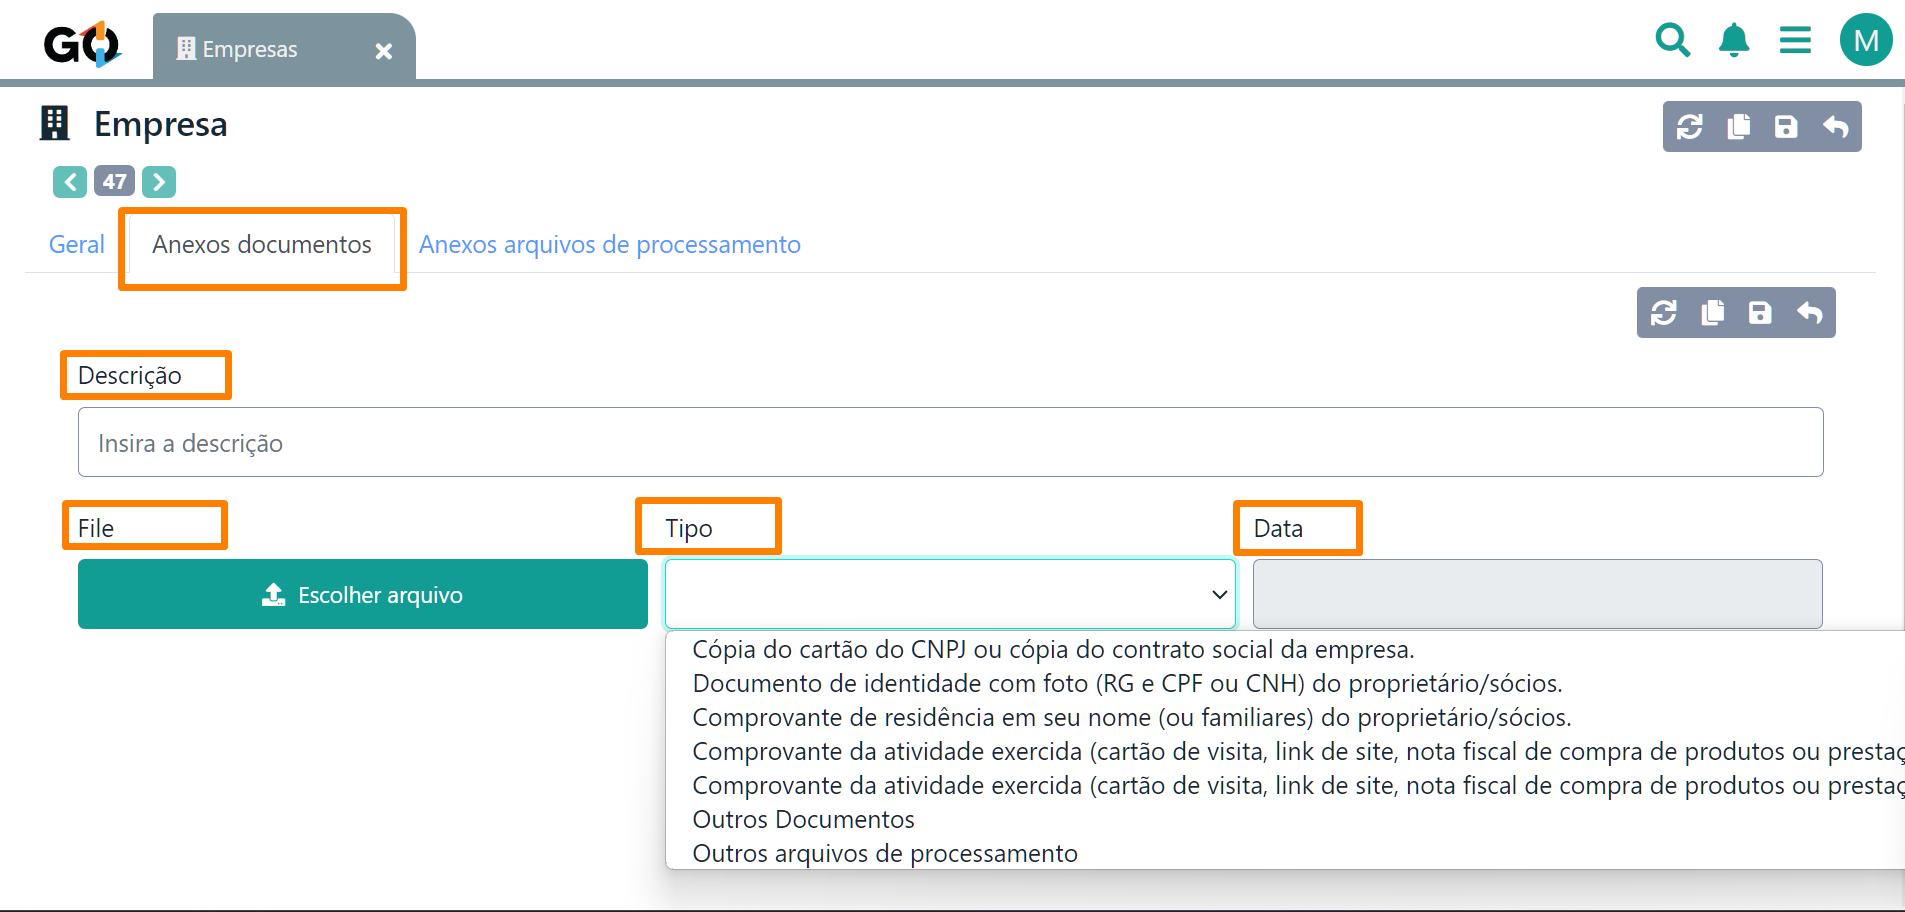 GO
Empresas
M
Empresa
47
Geral
Anexos documentos
Anexos arquivos de processamento
Descrição
Insira a descrição
File
Tipo
Data
Escolher arquivo
Cópia do cartão do CNPJ ou cópia do contrato social da empresa.
Documento de identidade com foto (RG e CPF ou CNH) do proprietário/sócios.
Comprovante de residência em seu nome (ou familiares) do proprietário/sócios.
Comprovante da atividade exercida (cartão de visita, link de site, nota fiscal de compra de produtos ou prestaç
Comprovante da atividade exercida (cartão de visita, link de site, nota fiscal de compra de produtos ou prestaç
Outros Documentos
Outros arquivos de processamento